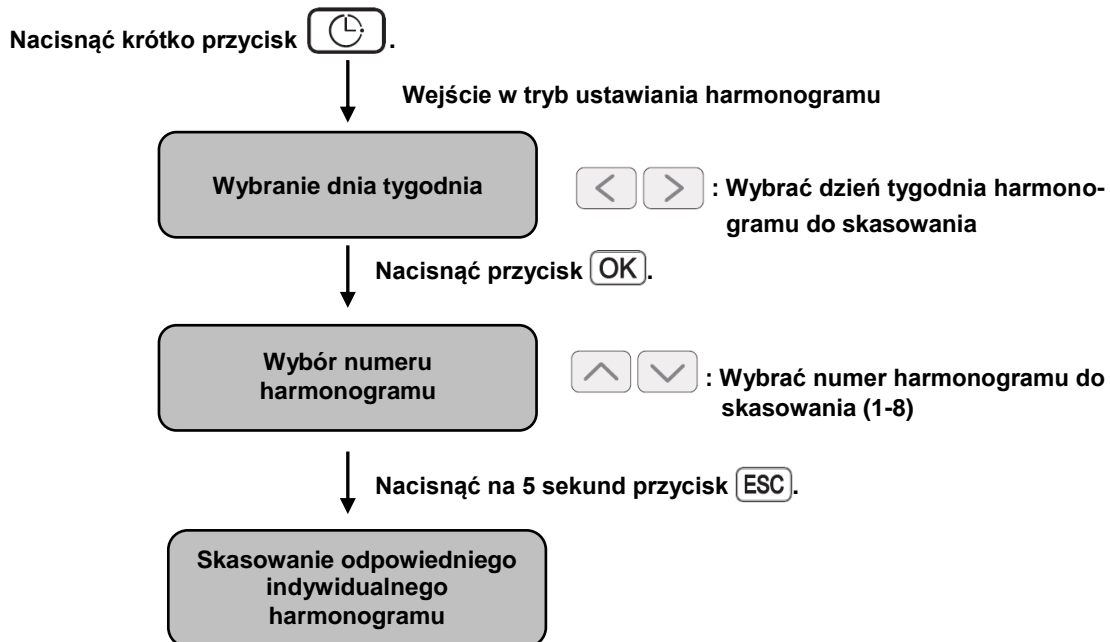 Nacisnąć krótko przycisk .
Wejście w tryb ustawiania harmonogramu
Wybranie dnia tygodnia
: Wybrać dzień tygodnia harmono-
gramu do skasowania
Nacisnąć przycisk OK.
Wybór numeru
harmonogramu
: Wybrać numer harmonogramu do
skasowania (1-8)
Nacisnąć na 5 sekund przycisk ESC.
Skasowanie odpowiedniego
indywidualnego
harmonogramu